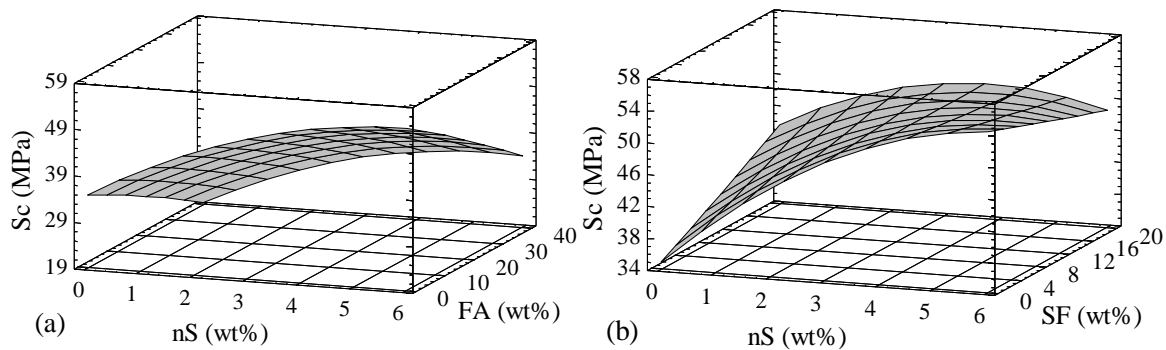 59
49
39
29
19
Sc (MPa)
0 1 2 3 4 5 6
nS (wt%)
0 10 20 30 40
FA (wt%)
(a)
58
54
50
46
42
38
34
Sc (MPa)
0 1 2 3 4 5 6
nS (wt%)
0 4 8 12 16 20
SF (wt%)
(b)